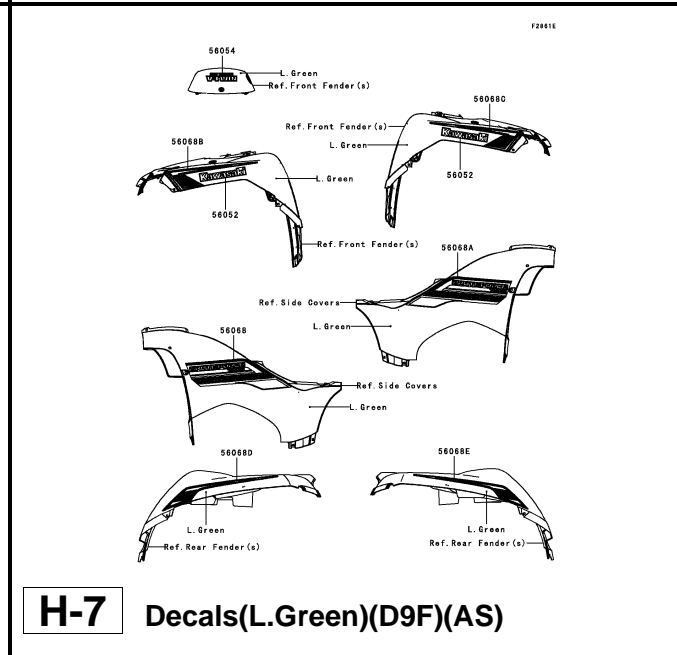 F2861E
56054
L.Green
Ref.Front Fender(s)
56068C
Ref.Front Fender(s)
Kawasaki
56068B
L.Green
Kawasaki
L.Green
56052
56052
Ref.Front Fender(s)
56068A
Ref.Side Covers
L.Green
56068
Ref.Side Covers
L.Green
56068D
56068E
L.Green
L.Green
Ref.Rear Fender(s)
Ref.Rear Fender(s)
H-7 Decals(L.Green)(D9F)(AS)